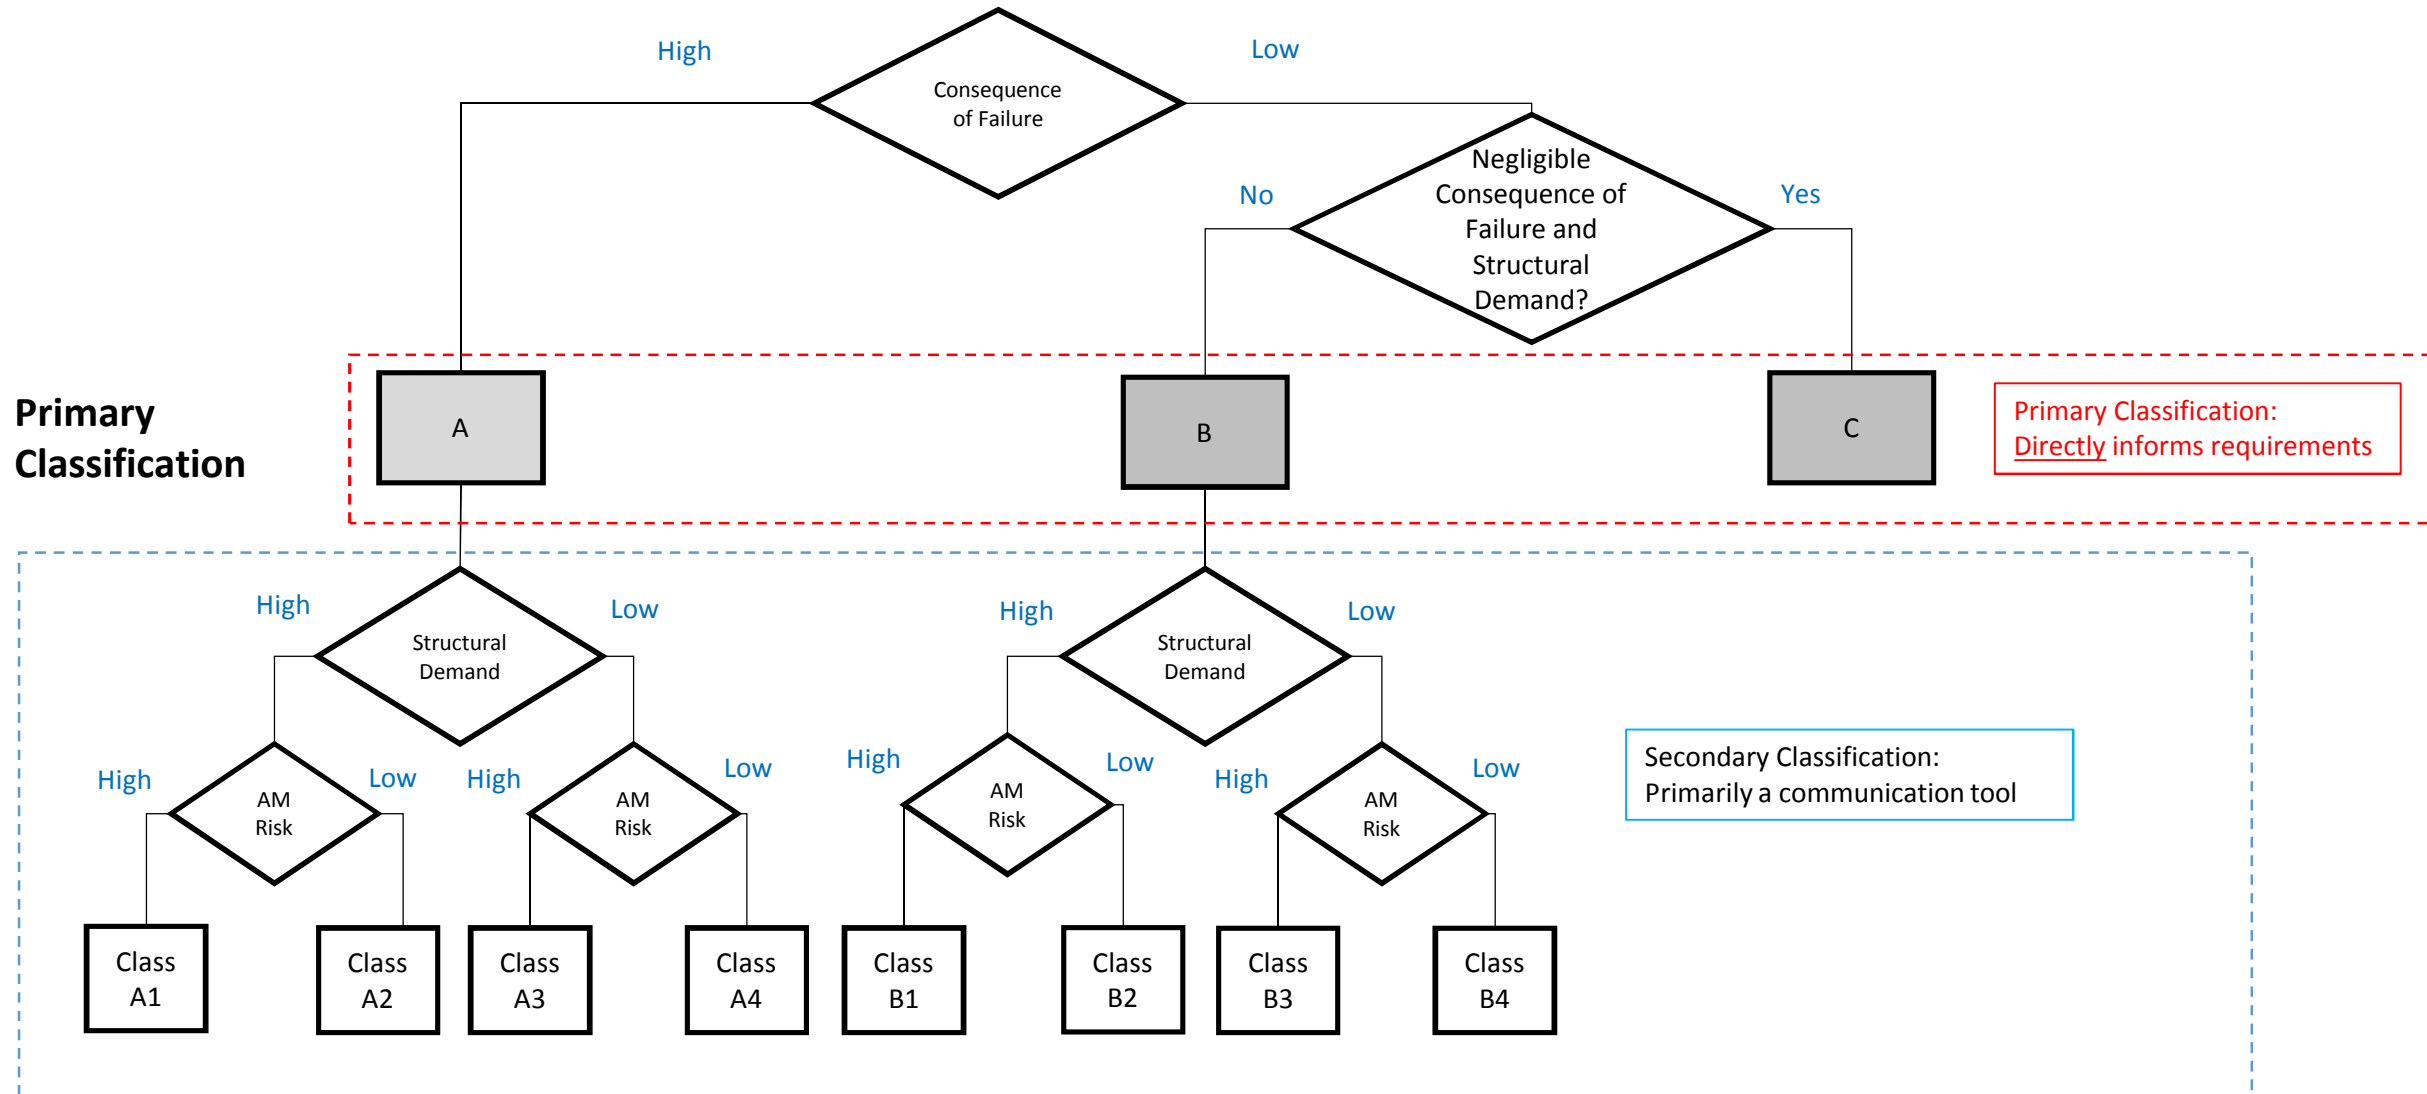 High
Low
Consequence
of Failure
Negligible
Consequence of
Failure and
Structural
Demand?
No
Yes
Primary
Classification
A
B
C
Primary Classification:
Directly informs requirements
High
Low
Structural
Demand
High
Low
Structural
Demand
High
Low
AM
Risk
High
Low
AM
Risk
High
Low
AM
Risk
High
Low
AM
Risk
Secondary Classification:
Primarily a communication tool
Class
A1
Class
A2
Class
A3
Class
A4
Class
B1
Class
B2
Class
B3
Class
B4